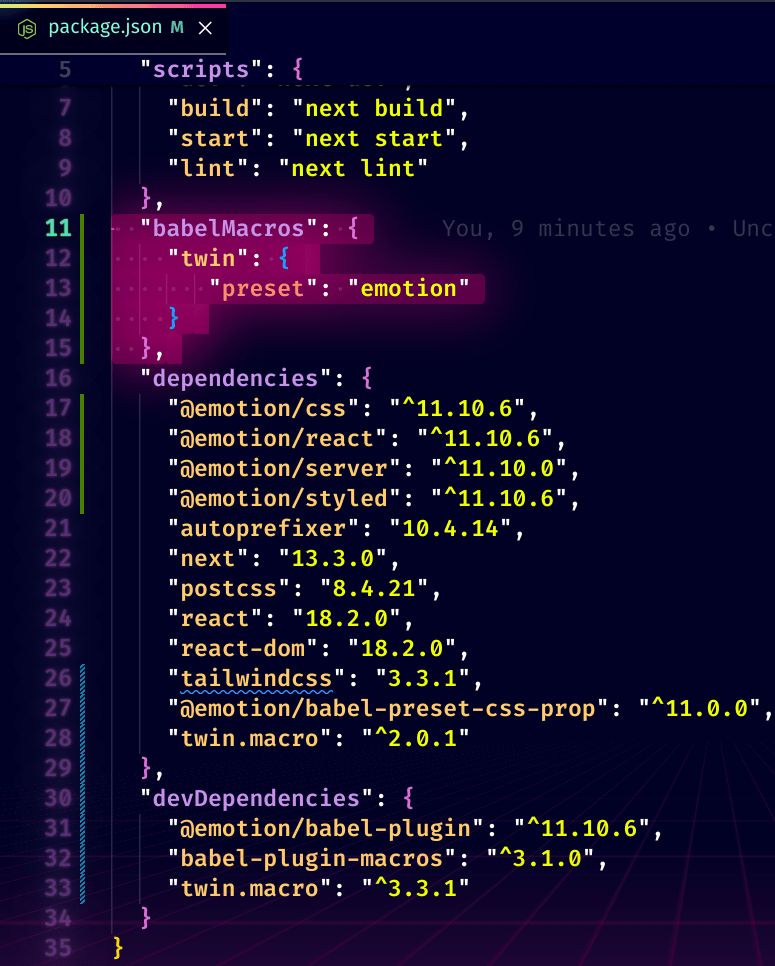 package.json M
5 "scripts": {
7 "build": "next build",
8 "start": "next start",
9 "lint": "next lint"
10 },
11 "babelMacros": { You, 9 minutes ago • Unc
12 "twin": {
13 "preset": "emotion"
14 }
15 },
16 "dependencies": {
17 "@emotion/css": "^11.10.6",
18 "@emotion/react": "^11.10.6",
19 "@emotion/server": "^11.10.0",
20 "@emotion/styled": "^11.10.6",
21 "autoprefixer": "10.4.14",
22 "next": "13.3.0",
23 "postcss": "8.4.21",
24 "react": "18.2.0",
25 "react-dom": "18.2.0",
26 "tailwindcss": "3.3.1",
27 "@emotion/babel-preset-css-prop": "^11.0.0",
28 "twin.macro": "^2.0.1"
29 },
30 "devDependencies": {
31 "@emotion/babel-plugin": "^11.10.6",
32 "babel-plugin-macros": "^3.1.0",
33 "twin.macro": "^3.3.1"
34 }
35 }